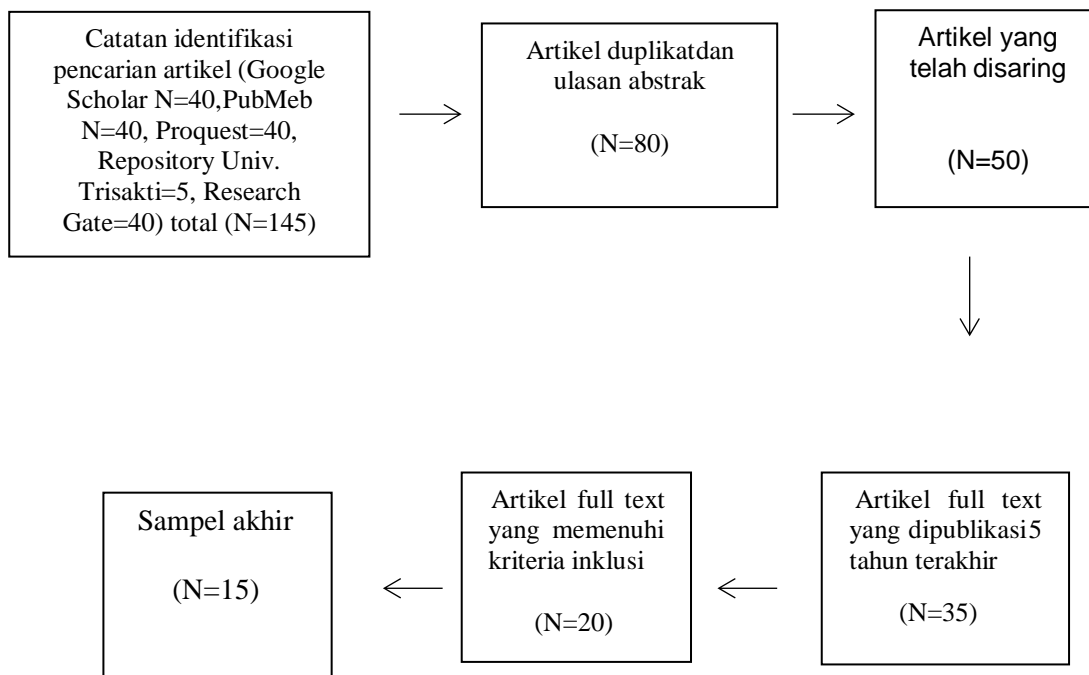 Catatan identifikasi
pencarian artikel (Google
Scholar N=40,PubMeb
N=40, Proquest=40,
Repository Univ.
Trisakti=5, Research
Gate=40) total (N=145)
Artikel duplikatdan
ulasan abstrak
(N=80)
Artikel yang
telah disaring
(N=50)
Artikel full text
yang dipublikasi5
tahun terakhir
(N=35)
Artikel full text
yang memenuhi
kriteria inklusi
(N=20)
Sampel akhir
(N=15)